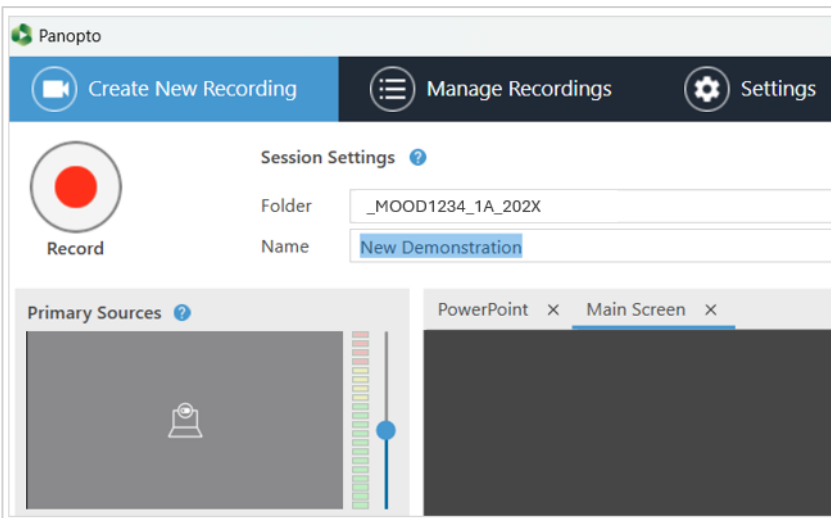 Panopto
Create New Recording Manage Recordings Settings
Session Settings ?
Folder _MOOD1234_1A_202X
Record Name New Demonstration
Primary Sources ? PowerPoint × Main Screen ×